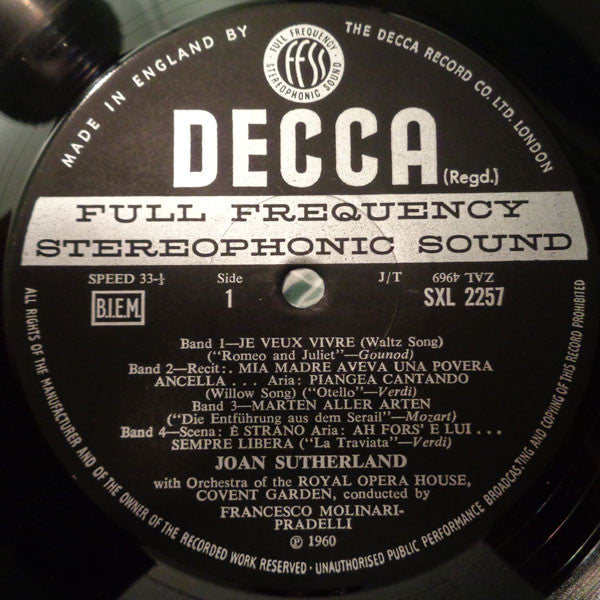 MADE IN ENGLAND BY
FULL FREQUENCY
ffss
STEREOPHONIC SOUND
THE DECCA RECORD CO. LTD. LONDON
DECCA (Regd.)
FULL FREQUENCY
STEREOPHONIC SOUND
SPEED 33-⅓ Side J/T ZAL 4969
B.I.E.M. 1 SXL 2257
Band 1—JE VEUX VIVRE (Waltz Song)
("Romeo and Juliet"—Gounod)
Band 2—Recit:. MIA MADRE AVEVA UNA POVERA
ANCELLA . . . Aria: PIANGEA CANTANDO
(Willow Song) ("Otello"—Verdi)
Band 3—MARTEN ALLER ARTEN
("Die Entführung aus dem Serail"—Mozart)
Band 4—Scena: É STRANO Aria: AH FORS' E LUI . . .
SEMPRE LIBERA ("La Traviata"—Verdi)
JOAN SUTHERLAND
with Orchestra of the ROYAL OPERA HOUSE,
COVENT GARDEN, conducted by
FRANCESCO MOLINARI-
PRADELLI
℗ 1960
ALL RIGHTS OF THE MANUFACTURER AND OF THE OWNER OF THE RECORDED WORK RESERVED · UNAUTHORISED PUBLIC PERFORMANCE BROADCASTING AND COPYING OF THIS RECORD PROHIBITED